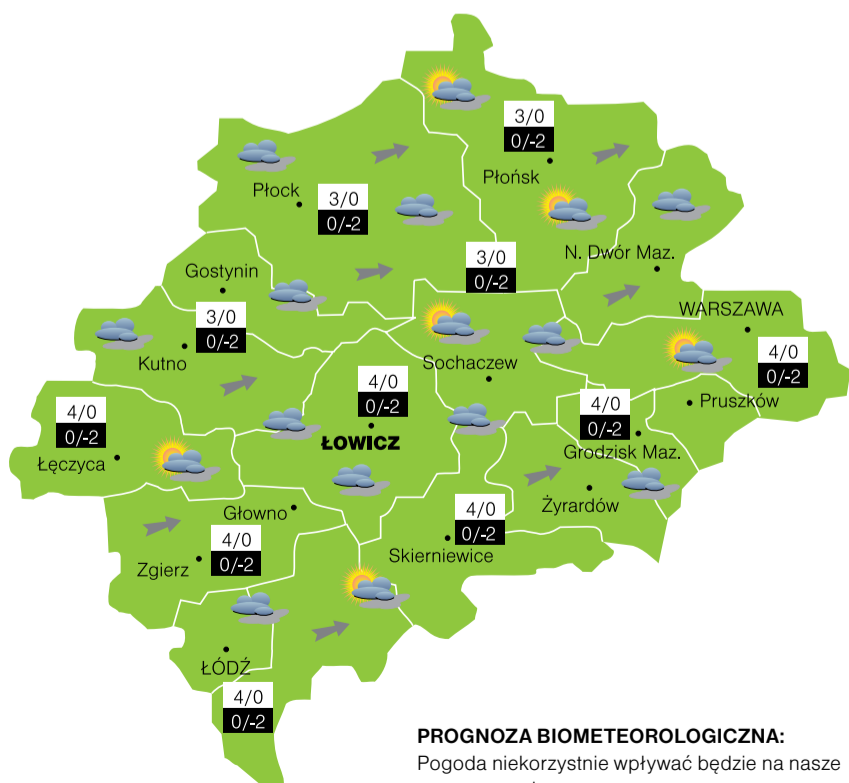 3/0
0/-2
Płońsk
Płock
3/0
0/-2
3/0
0/-2
N. Dwór Maz.
Gostynin
3/0
0/-2
Kutno
WARSZAWA
4/0
0/-2
Sochaczew
4/0
0/-2
ŁOWICZ
Pruszków
4/0
0/-2
Grodzisk Maz.
4/0
0/-2
Łęczyca
Żyrardów
Głowno
4/0
0/-2
Skierniewice
4/0
0/-2
Zgierz
ŁÓDŹ
4/0
0/-2
PROGNOZA BIOMETEOROLOGICZNA:
Pogoda niekorzystnie wpływać będzie na nasze